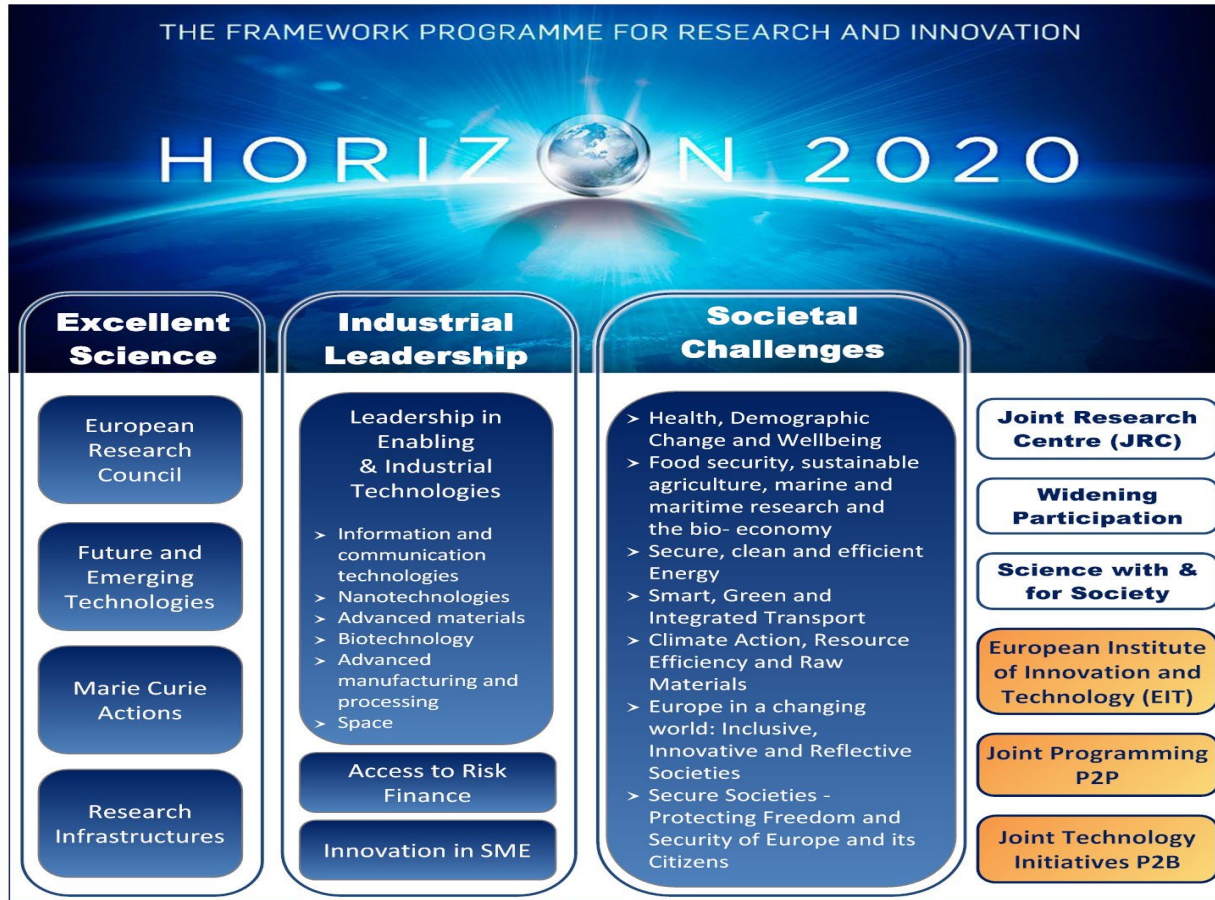 THE FRAMEWORK PROGRAMME FOR RESEARCH AND INNOVATION
HORIZON 2020
Excellent
Science
European
Research
Council
Future and
Emerging
Technologies
Marie Curie
Actions
Research
Infrastructures
Industrial
Leadership
Leadership in
Enabling
& Industrial
Technologies
➢ Information and
communication
technologies
➢ Nanotechnologies
➢ Advanced materials
➢ Biotechnology
➢ Advanced
manufacturing and
processing
➢ Space
Access to Risk
Finance
Innovation in SME
Societal
Challenges
➢ Health, Demographic
Change and Wellbeing
➢ Food security, sustainable
agriculture, marine and
maritime research and
the bio- economy
➢ Secure, clean and efficient
Energy
➢ Smart, Green and
Integrated Transport
➢ Climate Action, Resource
Efficiency and Raw
Materials
➢ Europe in a changing
world: Inclusive,
Innovative and Reflective
Societies
➢ Secure Societies -
Protecting Freedom and
Security of Europe and its
Citizens
Joint Research
Centre (JRC)
Widening
Participation
Science with &
for Society
European Institute
of Innovation and
Technology (EIT)
Joint Programming
P2P
Joint Technology
Initiatives P2B